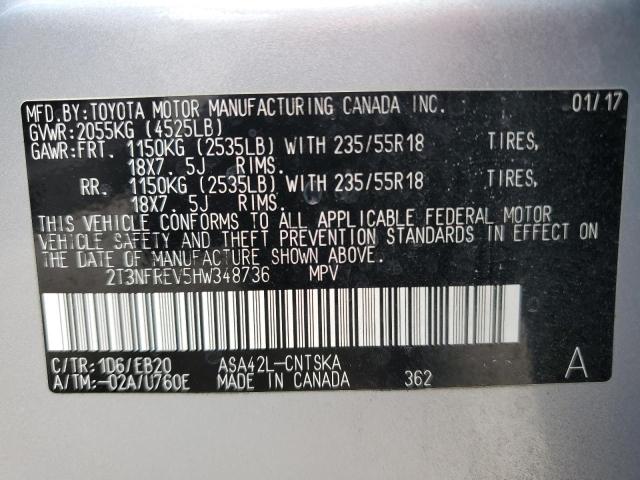 MFD.BY:TOYOTA MOTOR MANUFACTURING CANADA INC. 01/17
GVWR:2055KG (4525LB)
GAWR:FRT. 1150KG (2535LB) WITH 235/55R18 TIRES,
18X7.5J RIMS.
RR. 1150KG (2535LB) WITH 235/55R18 TIRES,
18X7.5J RIMS.
THIS VEHICLE CONFORMS TO ALL APPLICABLE FEDERAL MOTOR
VEHICLE SAFETY AND THEFT PREVENTION STANDARDS IN EFFECT ON
THE DATE OF MANUFACTURE SHOWN ABOVE.
2T3NFREV5HW348736 MPV
C/TR:1D6/EB20 ASA42L-CNTSKA
A/TM:-02A/U760E MADE IN CANADA 362 A